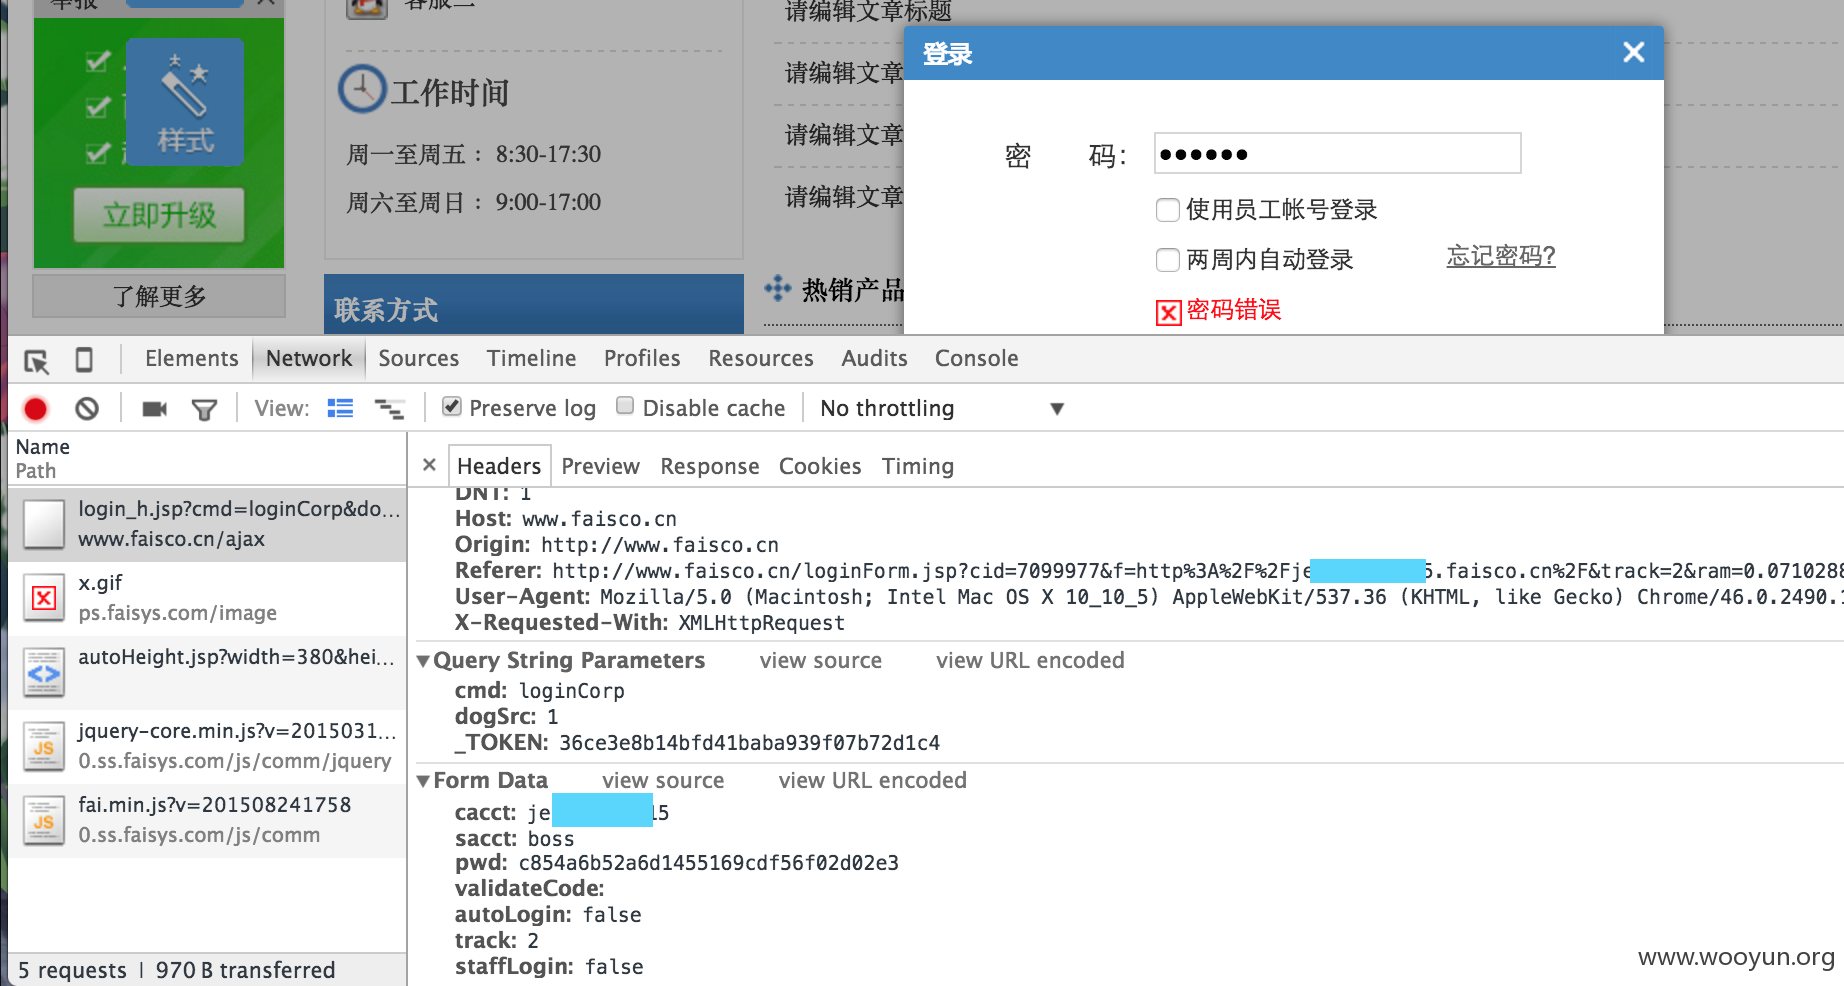 举报
客服二
请编辑文章标题
登录
样式
工作时间
请编辑文章
密 码：
周一至周五：8:30-17:30
请编辑文章
立即升级
周六至周日：9:00-17:00
请编辑文章
使用员工帐号登录
两周内自动登录
忘记密码?
了解更多
联系方式
热销产品
密码错误
Elements Network Sources Timeline Profiles Resources Audits Console
View: Preserve log Disable cache No throttling
Name
Path
Headers Preview Response Cookies Timing
login_h.jsp?cmd=loginCorp&do...
www.faisco.cn/ajax
x.gif
ps.faisys.com/image
autoHeight.jsp?width=380&hei...
jquery-core.min.js?v=2015031...
0.ss.faisys.com/js/comm/jquery
fai.min.js?v=201508241758
0.ss.faisys.com/js/comm
5 requests | 970 B transferred
DNT: 1
Host: www.faisco.cn
Origin: http://www.faisco.cn
Referer: http://www.faisco.cn/loginForm.jsp?cid=7099977&f=http%3A%2F%2Fje 5.faisco.cn%2F&track=2&ram=0.0710288
User-Agent: Mozilla/5.0 (Macintosh; Intel Mac OS X 10_10_5) AppleWebKit/537.36 (KHTML, like Gecko) Chrome/46.0.2490.1
X-Requested-With: XMLHttpRequest
Query String Parameters view source view URL encoded
cmd: loginCorp
dogSrc: 1
_TOKEN: 36ce3e8b14bfd41baba939f07b72d1c4
Form Data view source view URL encoded
cacct: je 15
sacct: boss
pwd: c854a6b52a6d1455169cdf56f02d02e3
validateCode:
autoLogin: false
track: 2
staffLogin: false
www.wooyun.org